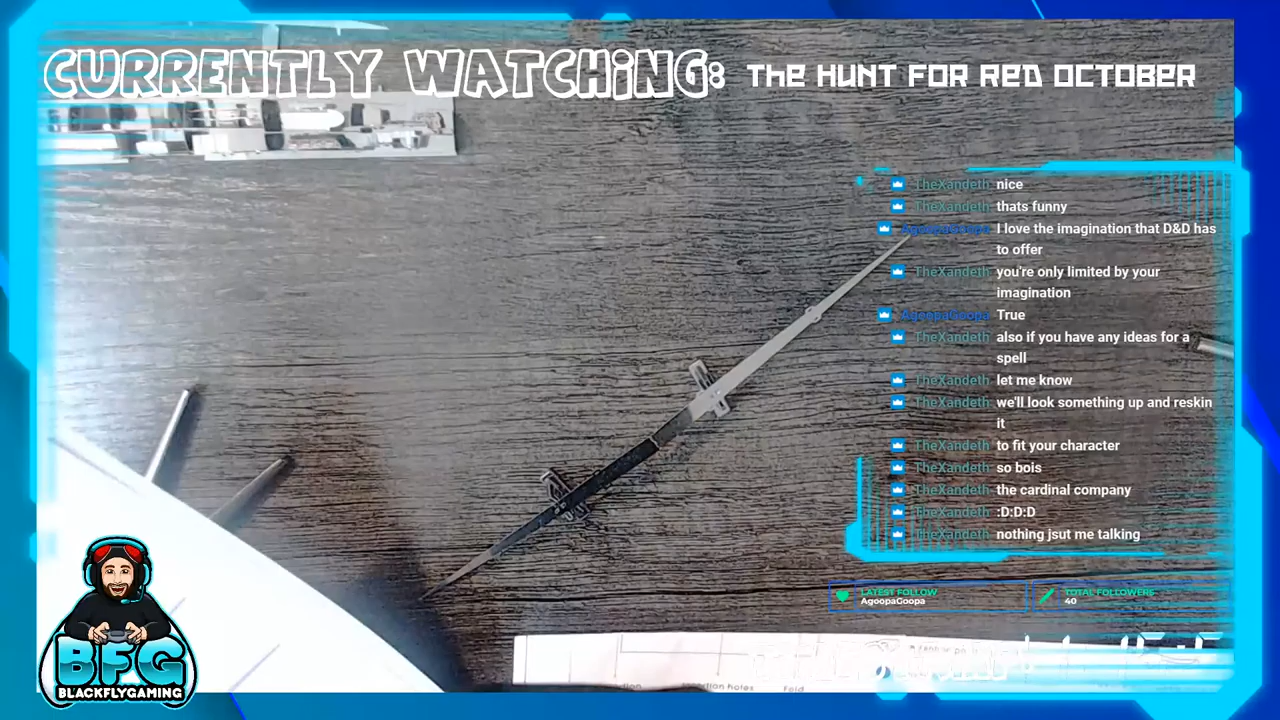 CURRENTLY WATCHING: THE HUNT FOR RED OCTOBER
TheXandeth nice
TheXandeth thats funny
AgoopaGoopa I love the imagination that D&D has
to offer
TheXandeth you're only limited by your
imagination
AgoopaGoopa True
TheXandeth also if you have any ideas for a
spell
TheXandeth let me know
TheXandeth we'll look something up and reskin
it
TheXandeth to fit your character
TheXandeth so bois
TheXandeth the cardinal company
TheXandeth :D:D:D
TheXandeth nothing jsut me talking
LATEST FOLLOW
AgoopaGoopa
TOTAL FOLLOWERS
40
notes Fold
BFG
BLACKFLYGAMING